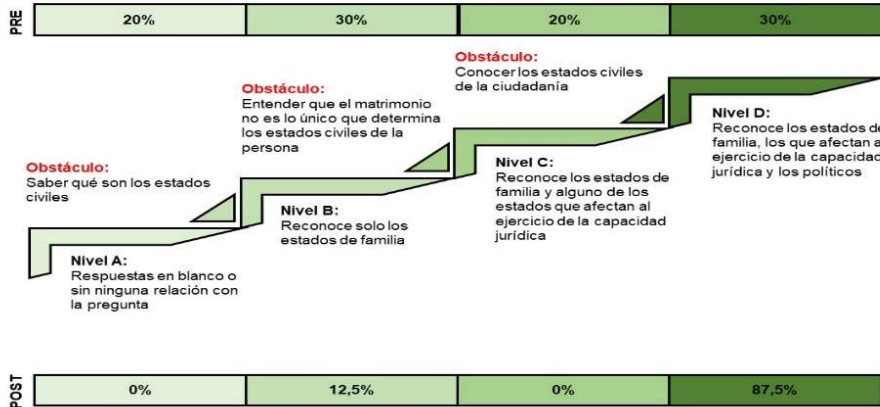 PRE
20%
30%
20%
30%
Obstáculo:
Saber qué son los estados
civiles
Obstáculo:
Entender que el matrimonio
no es lo único que determina
los estados civiles de la
persona
Obstáculo:
Conocer los estados civiles
de la ciudadanía
Nivel A:
Respuestas en blanco o
sin ninguna relación con
la pregunta
Nivel B:
Reconoce solo los
estados de familia
Nivel C:
Reconoce los estados de
familia y alguno de los
estados que afectan al
ejercicio de la capacidad
jurídica
Nivel D:
Reconoce los estados de
familia, los que afectan al
ejercicio de la capacidad
jurídica y los políticos
POST
0%
12,5%
0%
87,5%